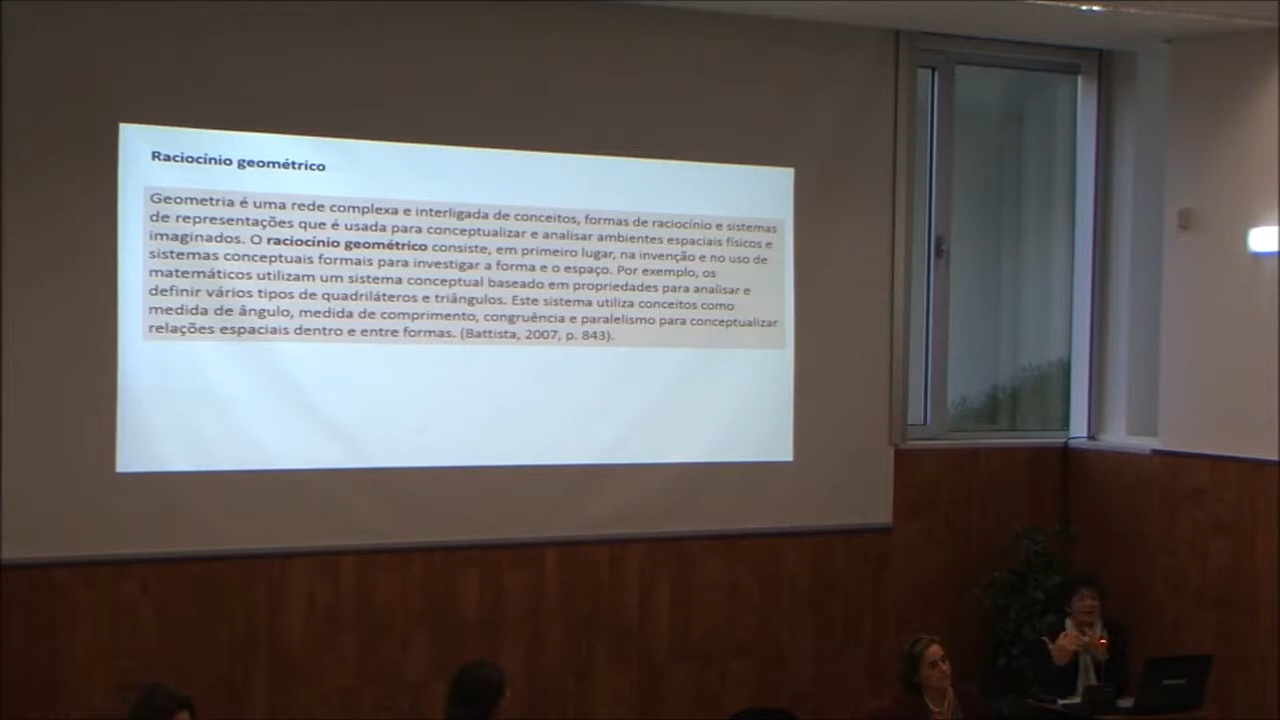 Raciocínio geométrico
Geometria é uma rede complexa e interligada de conceitos, formas de raciocínio e sistemas
de representações que é usada para conceptualizar e analisar ambientes espaciais físicos e
imaginados. O raciocínio geométrico consiste, em primeiro lugar, na invenção e no uso de
sistemas conceptuais formais para investigar a forma e o espaço. Por exemplo, os
matemáticos utilizam um sistema conceptual baseado em propriedades para analisar e
definir vários tipos de quadriláteros e triângulos. Este sistema utiliza conceitos como
medida de ângulo, medida de comprimento, congruência e paralelismo para conceptualizar
relações espaciais dentro e entre formas. (Battista, 2007, p. 843).